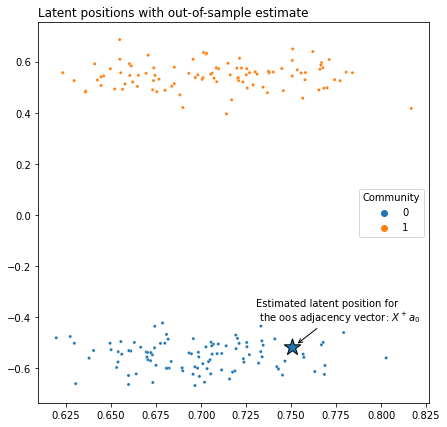 Latent positions with out-of-sample estimate
0.6
0.4
0.2
0.0
−0.2
−0.4
−0.6
Community
0
1
Estimated latent position for
the oos adjacency vector: X⁺a₀
0.625 0.650 0.675 0.700 0.725 0.750 0.775 0.800 0.825